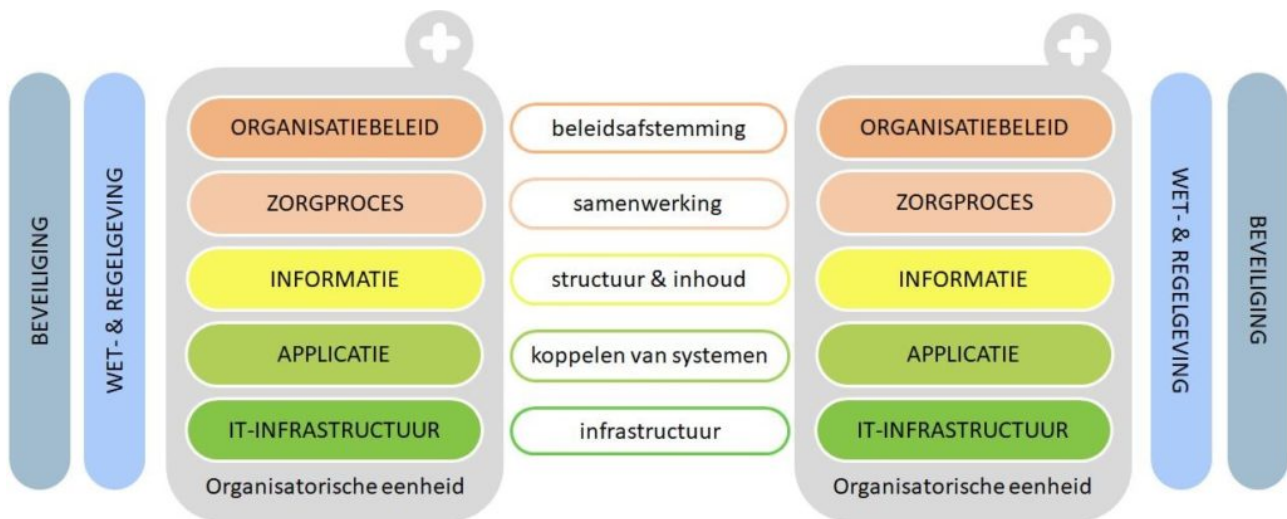 BEVEILIGING
WET- & REGELGEVING
ORGANISATIEBELEID
beleidsafstemming
ORGANISATIEBELEID
ZORGPROCES
samenwerking
ZORGPROCES
INFORMATIE
structuur & inhoud
INFORMATIE
APPLICATIE
koppelen van systemen
APPLICATIE
IT-INFRASTRUCTUUR
infrastructuur
IT-INFRASTRUCTUUR
Organisatorische eenheid
Organisatorische eenheid
WET- & REGELGEVING
BEVEILIGING